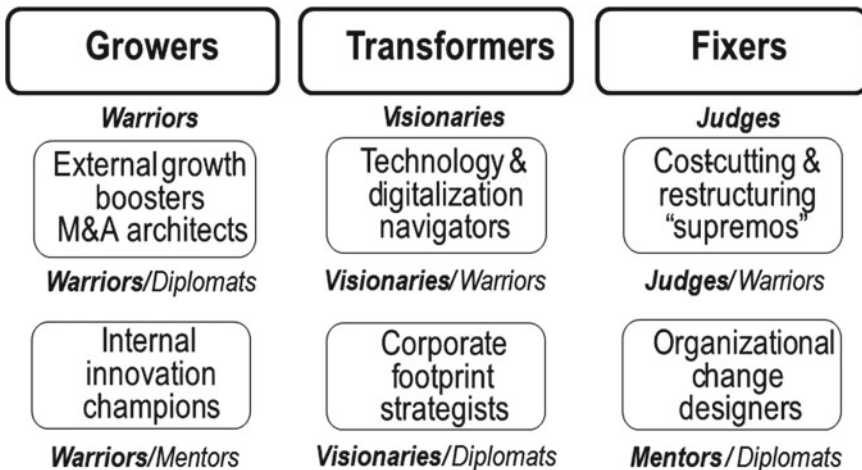 Growers
Warriors
External growth
boosters
M&A architects
Warriors/Diplomats
Internal
innovation
champions
Warriors/Mentors
Transformers
Visionaries
Technology &
digitalization
navigators
Visionaries/Warriors
Corporate
footprint
strategists
Visionaries/Diplomats
Fixers
Judges
Cost-cutting &
restructuring
“supremos”
Judges/Warriors
Organizational
change
designers
Mentors/Diplomats